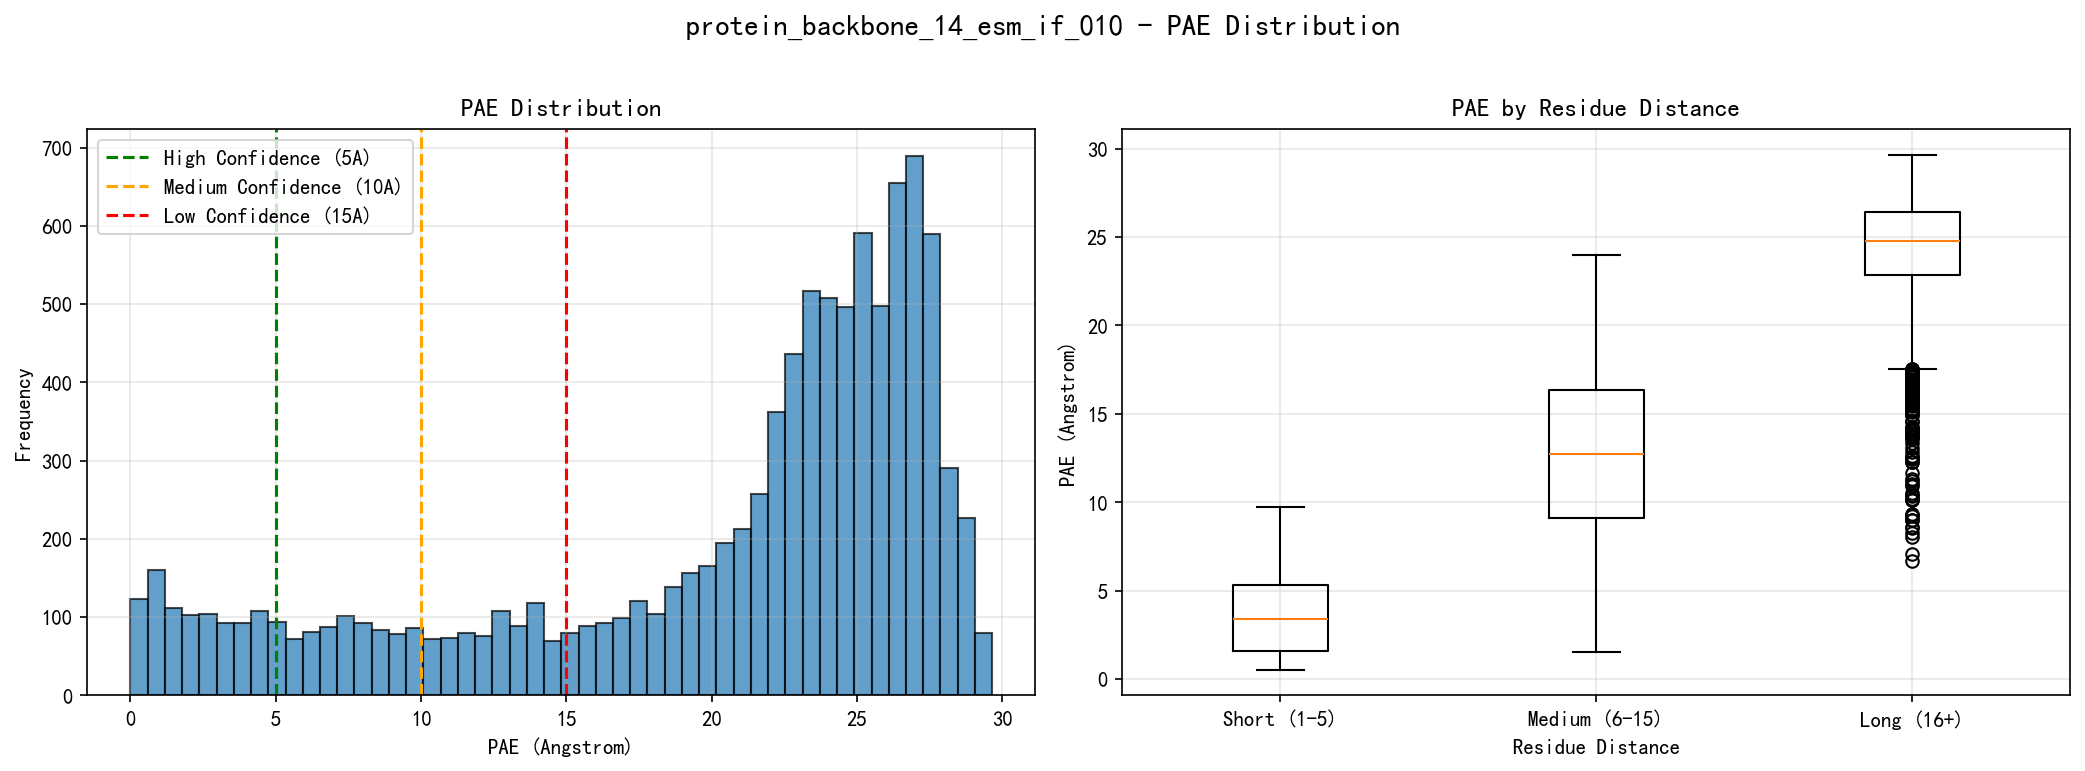 protein_backbone_14_esm_if_010 - PAE Distribution
PAE Distribution
High Confidence (5A)
Medium Confidence (10A)
Low Confidence (15A)
Frequency
700
600
500
400
300
200
100
0
0 5 10 15 20 25 30
PAE (Angstrom)
PAE by Residue Distance
PAE (Angstrom)
30
25
20
15
10
5
0
Short (1-5) Medium (6-15) Long (16+)
Residue Distance